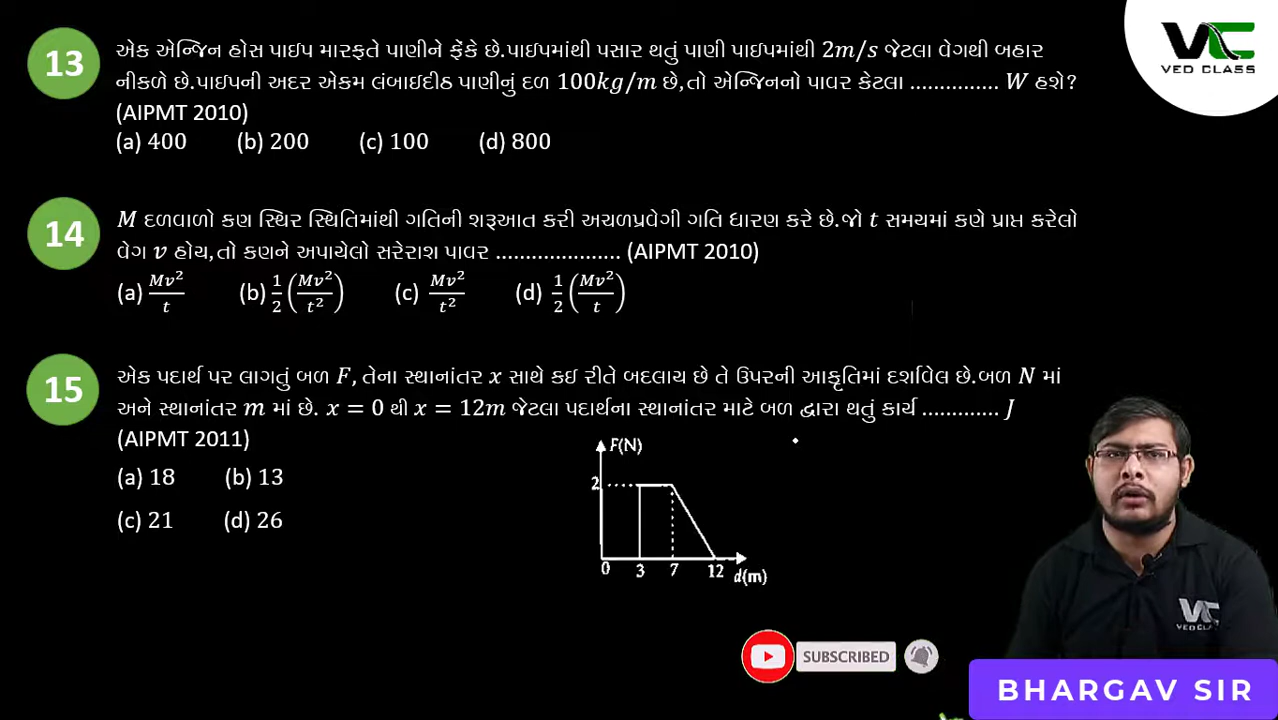 13
એક એન્જિન હોસ પાઇપ મારફતે પાણીને ફેંકે છે.પાઇપમાંથી પસાર થતું પાણી પાઇપમાંથી 2m/s જેટલા વેગથી બહાર
નીકળે છે.પાઇપની અદર એકમ લંબાઇદીઠ પાણીનું દળ 100kg/m છે,તો એન્જિનનો પાવર કેટલા ............... W હશે?
(AIPMT 2010)
(a) 400 (b) 200 (c) 100 (d) 800
VC
VED CLASS
14
M દળવાળો કણ સ્થિર સ્થિતિમાંથી ગતિની શરૂઆત કરી અચળપ્રવેગી ગતિ ધારણ કરે છે.જો t સમયમાં કણે પ્રાપ્ત કરેલો
વેગ v હોય,તો કણને અપાયેલો સરેરાશ પાવર ..................... (AIPMT 2010)
(a) Mv²/t (b) 1/2 (Mv²/t²) (c) Mv²/t² (d) 1/2 (Mv²/t)
15
એક પદાર્થ પર લાગતું બળ F, તેના સ્થાનાંતર x સાથે કઇ રીતે બદલાય છે તે ઉપરની આકૃતિમાં દર્શાવેલ છે.બળ N માં
અને સ્થાનાંતર m માં છે. x = 0 થી x = 12m જેટલા પદાર્થના સ્થાનાંતર માટે બળ દ્વારા થતું કાર્ય ............. J
(AIPMT 2011)
(a) 18 (b) 13
(c) 21 (d) 26
F(N)
2
0 3 7 12 d(m)
VC
VED CLASS
SUBSCRIBED
BHARGAV SIR